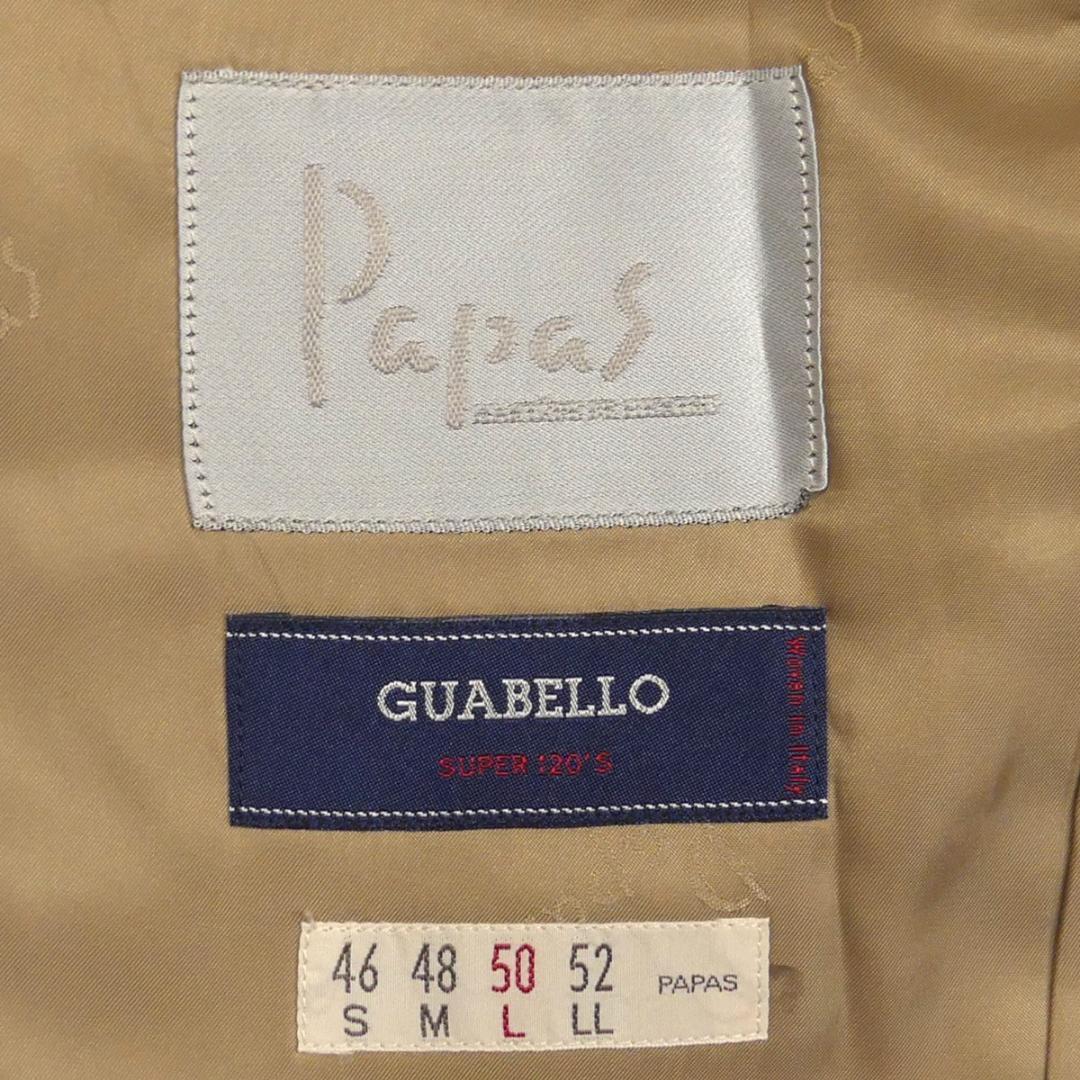 Papas
GUABELLO
SUPER 120'S
Woven in Italy
46 48 50 52 PAPAS
S M L LL